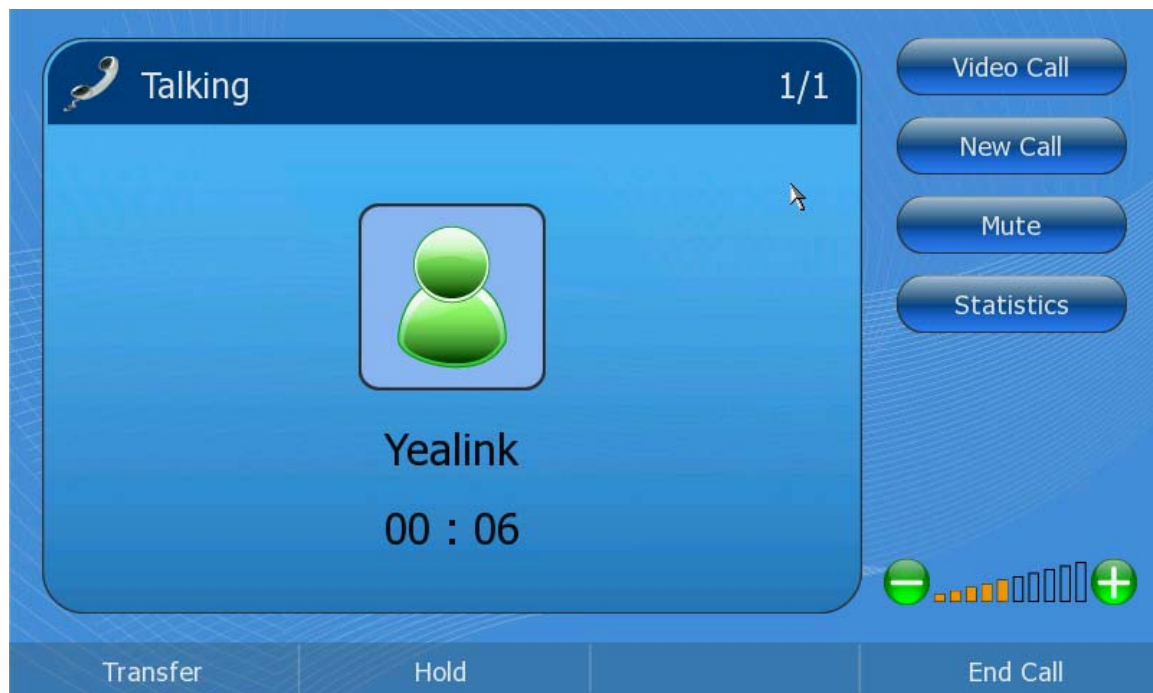 Talking 1/1
Video Call
New Call
Mute
Statistics
Yealink
00 : 06
Transfer Hold End Call